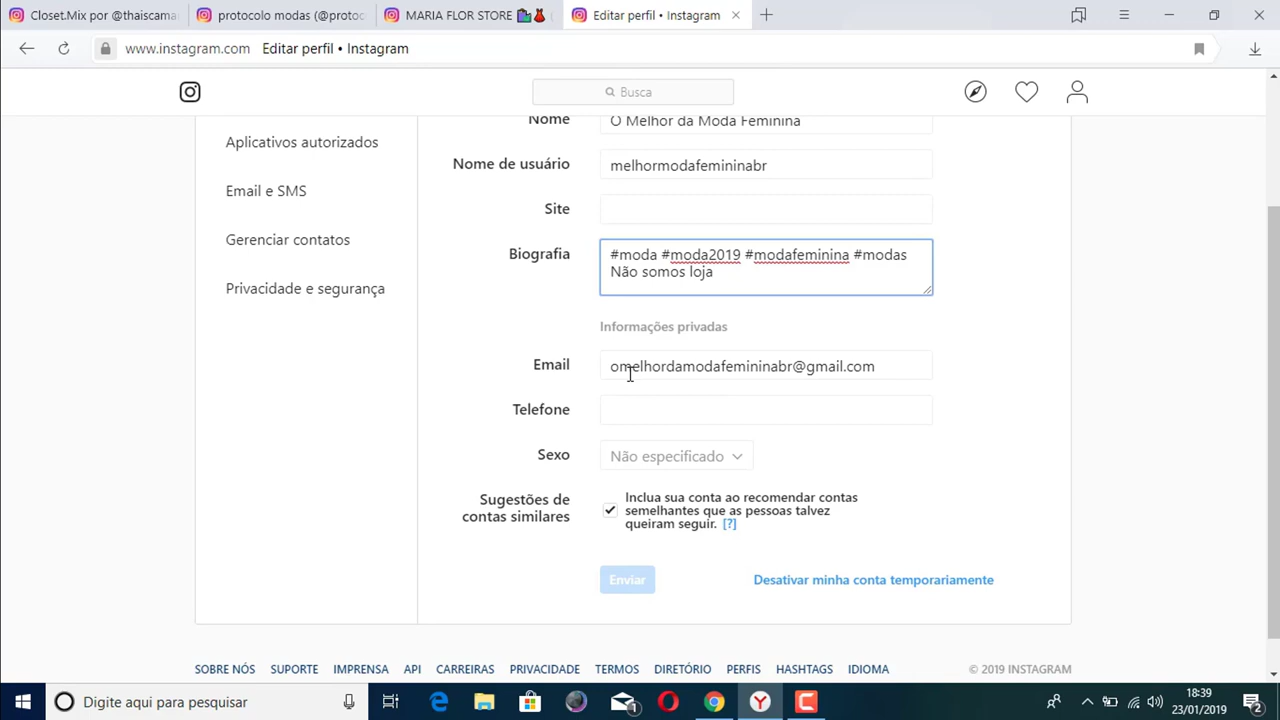 Closet.Mix por @thaiscamar
protocolo modas (@protoc
MARIA FLOR STORE
Editar perfil • Instagram
www.instagram.com Editar perfil • Instagram
Busca
Nome
O Melhor da Moda Feminina
Aplicativos autorizados
Nome de usuário
melhormodafemininabr
Email e SMS
Site
Gerenciar contatos
Biografia
#moda #moda2019 #modafeminina #modas
Não somos loja
Privacidade e segurança
Informações privadas
Email
omelhordamodafemininabr@gmail.com
Telefone
Sexo
Não especificado
Sugestões de
contas similares
Inclua sua conta ao recomendar contas
semelhantes que as pessoas talvez
queiram seguir. [?]
Enviar
Desativar minha conta temporariamente
SOBRE NÓS SUPORTE IMPRENSA API CARREIRAS PRIVACIDADE TERMOS DIRETÓRIO PERFIS HASHTAGS IDIOMA
© 2019 INSTAGRAM
Digite aqui para pesquisar
1
18:39
23/01/2019
2